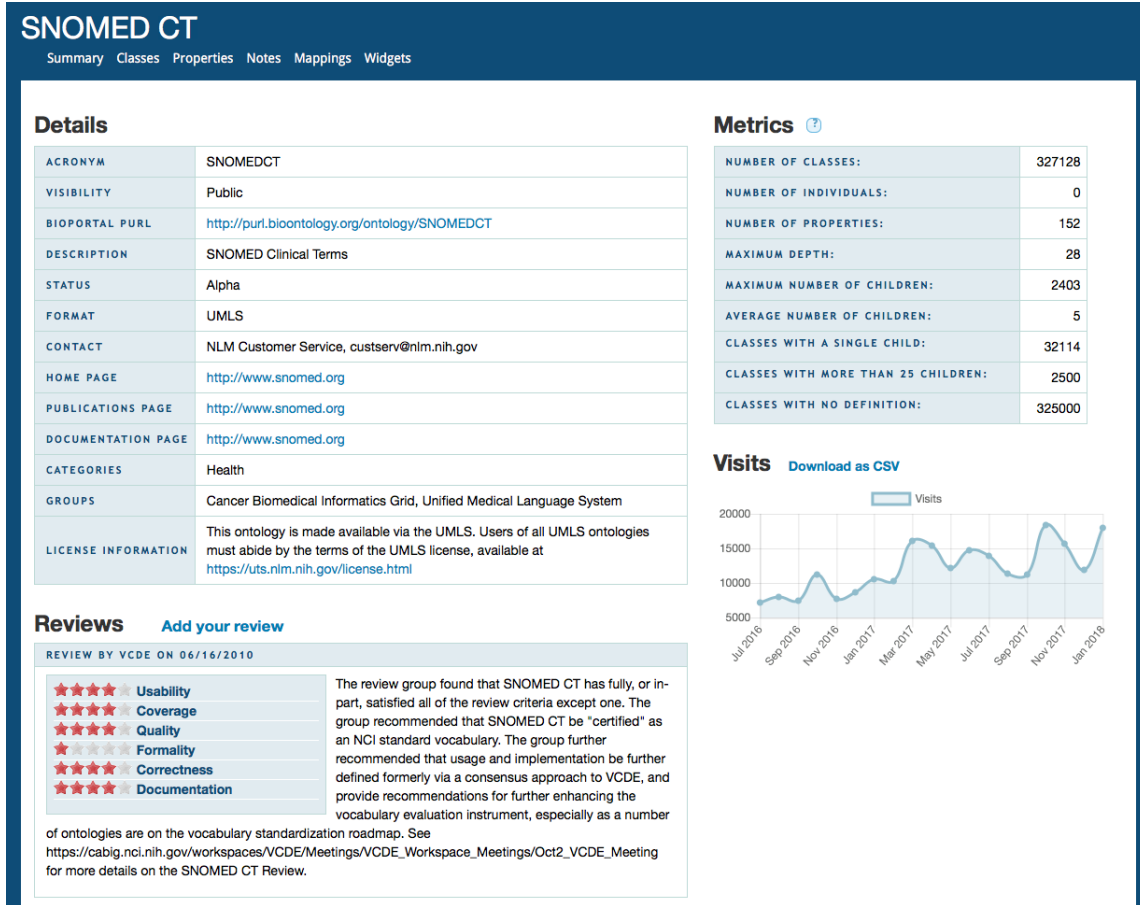 SNOMED CT
Summary Classes Properties Notes Mappings Widgets
Details
ACRONYM SNOMEDCT
VISIBILITY Public
BIOPORTAL PURL http://purl.bioontology.org/ontology/SNOMEDCT
DESCRIPTION SNOMED Clinical Terms
STATUS Alpha
FORMAT UMLS
CONTACT NLM Customer Service, custserv@nlm.nih.gov
HOME PAGE http://www.snomed.org
PUBLICATIONS PAGE http://www.snomed.org
DOCUMENTATION PAGE http://www.snomed.org
CATEGORIES Health
GROUPS Cancer Biomedical Informatics Grid, Unified Medical Language System
LICENSE INFORMATION
This ontology is made available via the UMLS. Users of all UMLS ontologies
must abide by the terms of the UMLS license, available at
https://uts.nlm.nih.gov/license.html
Reviews Add your review
REVIEW BY VCDE ON 06/16/2010
Usability
Coverage
Quality
Formality
Correctness
Documentation
The review group found that SNOMED CT has fully, or in-
part, satisfied all of the review criteria except one. The
group recommended that SNOMED CT be "certified" as
an NCI standard vocabulary. The group further
recommended that usage and implementation be further
defined formerly via a consensus approach to VCDE, and
provide recommendations for further enhancing the
vocabulary evaluation instrument, especially as a number
of ontologies are on the vocabulary standardization roadmap. See
https://cabig.nci.nih.gov/workspaces/VCDE/Meetings/VCDE_Workspace_Meetings/Oct2_VCDE_Meeting
for more details on the SNOMED CT Review.
Metrics ?
NUMBER OF CLASSES: 327128
NUMBER OF INDIVIDUALS: 0
NUMBER OF PROPERTIES: 152
MAXIMUM DEPTH: 28
MAXIMUM NUMBER OF CHILDREN: 2403
AVERAGE NUMBER OF CHILDREN: 5
CLASSES WITH A SINGLE CHILD: 32114
CLASSES WITH MORE THAN 25 CHILDREN: 2500
CLASSES WITH NO DEFINITION: 325000
Visits Download as CSV
Visits
20000
15000
10000
5000
Jul 2016 Sep 2016 Nov 2016 Jan 2017 Mar 2017 May 2017 Jul 2017 Sep 2017 Nov 2017 Jan 2018